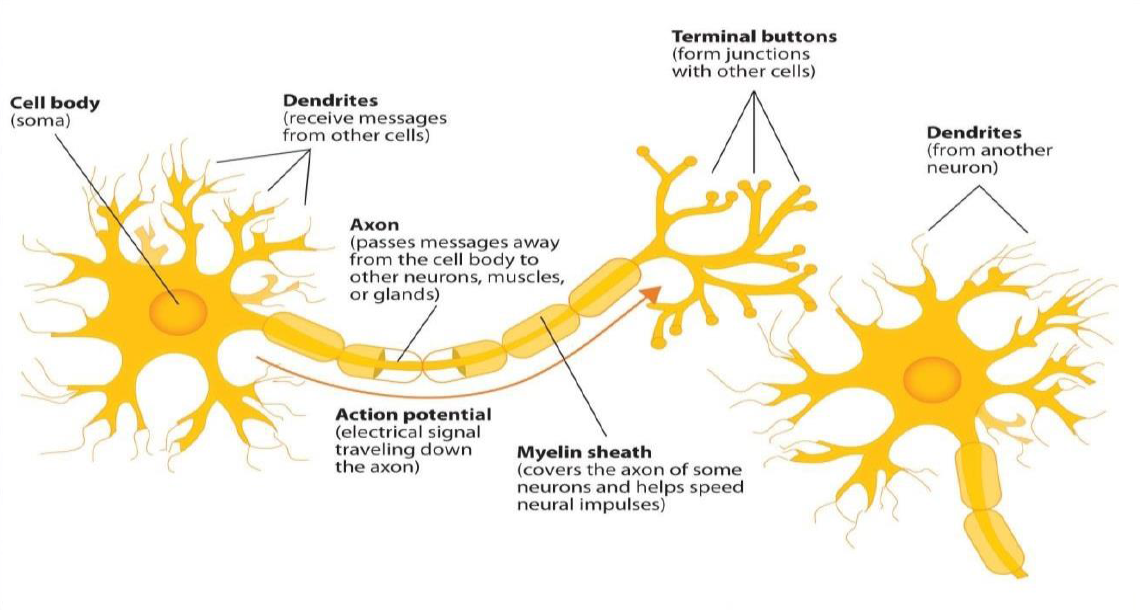 Cell body
(soma)
Dendrites
(receive messages
from other cells)
Axon
(passes messages away
from the cell body to
other neurons, muscles,
or glands)
Action potential
(electrical signal
traveling down
the axon)
Myelin sheath
(covers the axon of some
neurons and helps speed
neural impulses)
Terminal buttons
(form junctions
with other cells)
Dendrites
(from another
neuron)